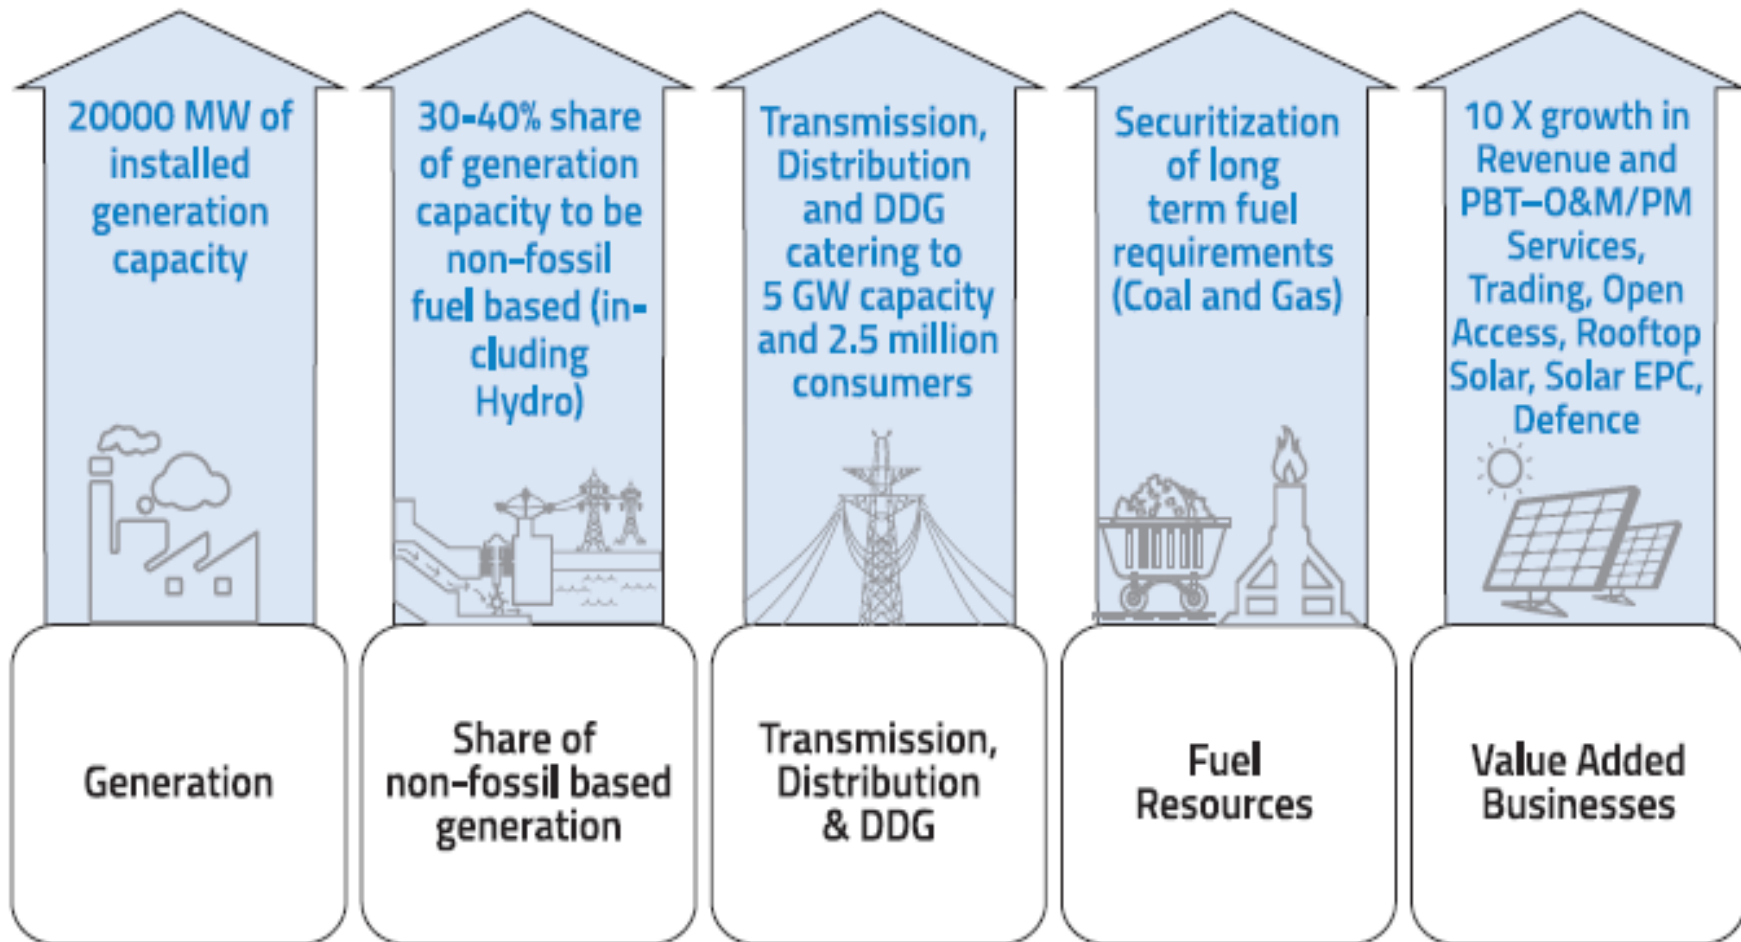 20000 MW of
installed
generation
capacity
30-40% share
of generation
capacity to be
non-fossil
fuel based (in-
cluding
Hydro)
Transmission,
Distribution
and DDG
catering to
5 GW capacity
and 2.5 million
consumers
Securitization
of long
term fuel
requirements
(Coal and Gas)
10 X growth in
Revenue and
PBT–O&M/PM
Services,
Trading, Open
Access, Rooftop
Solar, Solar EPC,
Defence
Generation
Share of
non-fossil based
generation
Transmission,
Distribution
& DDG
Fuel
Resources
Value Added
Businesses